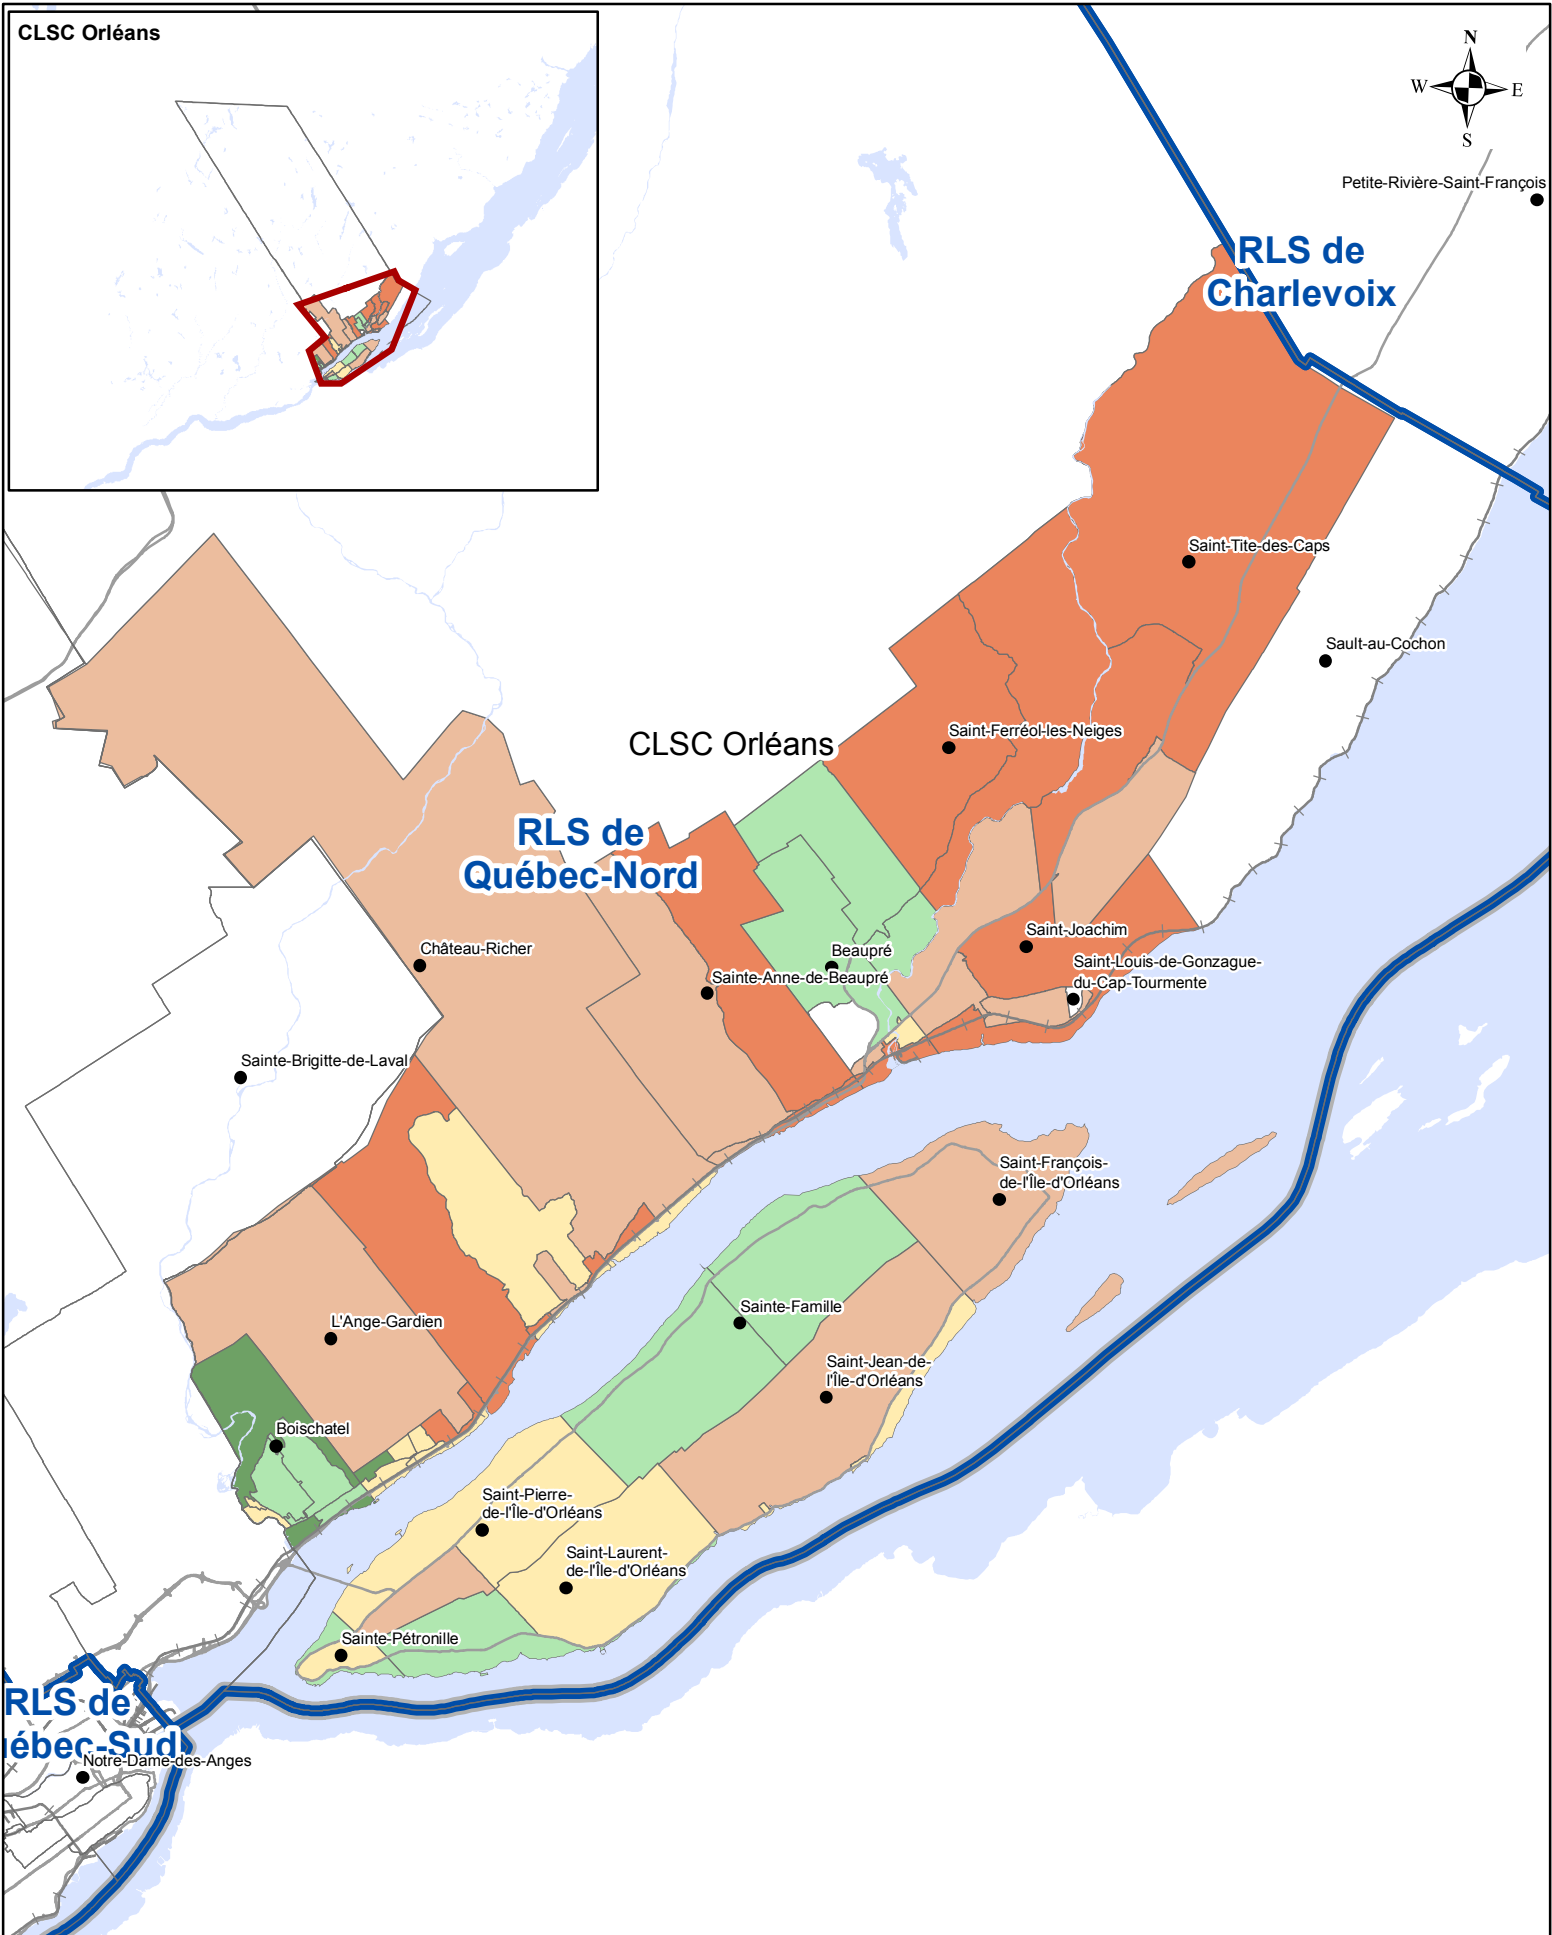 CLSC Orléans
N
W
E
S
Petite-Rivière-Saint-François
RLS de
Charlevoix
Saint-Tite-des-Caps
Sault-au-Cochon
Saint-Ferréol-les-Neiges
CLSC Orléans
RLS de
Québec-Nord
Château-Richer
Saint-Joachim
Beaupré
Sainte-Anne-de-Beaupré
Saint-Louis-de-Gonzague-
du-Cap-Tourmente
Sainte-Brigitte-de-Laval
Saint-François-
de-l'Île-d'Orléans
Sainte-Famille
L'Ange-Gardien
Saint-Jean-de-
l'Île-d'Orléans
Boischatel
Saint-Pierre-
de-l'Île-d'Orléans
Saint-Laurent-
de-l'Île-d'Orléans
Sainte-Pétronille
RLS de
uébec-Sud
Notre-Dame-des-Anges